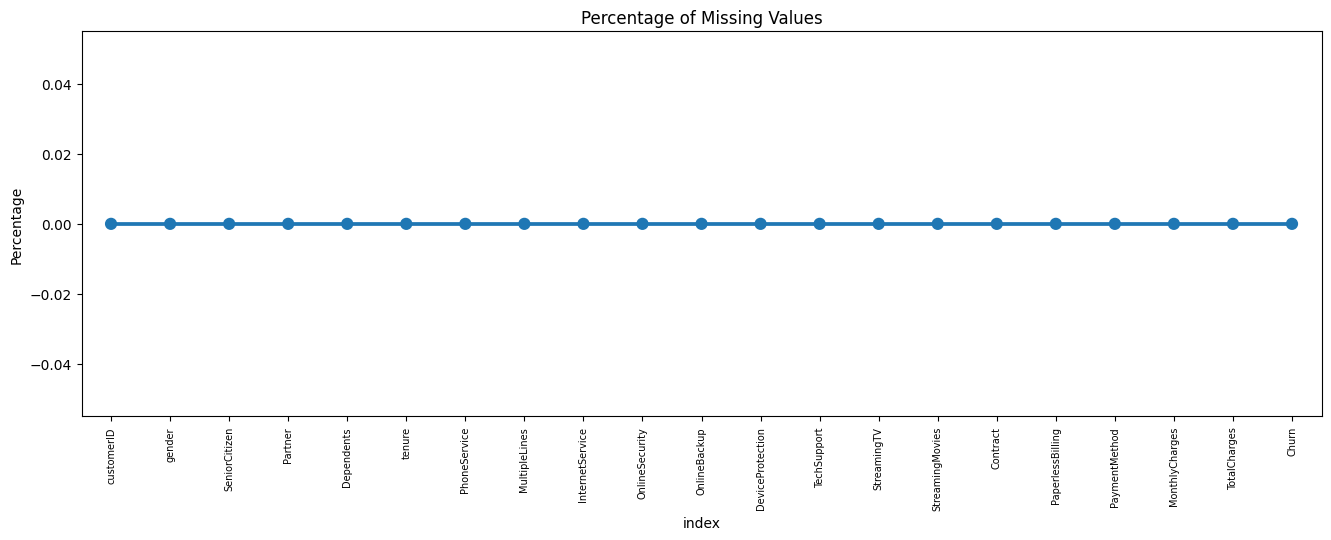 Percentage of Missing Values
Percentage
0.04
0.02
0.00
−0.02
−0.04
customerID
gender
SeniorCitizen
Partner
Dependents
tenure
PhoneService
MultipleLines
InternetService
OnlineSecurity
OnlineBackup
DeviceProtection
TechSupport
StreamingTV
StreamingMovies
Contract
PaperlessBilling
PaymentMethod
MonthlyCharges
TotalCharges
Churn
index